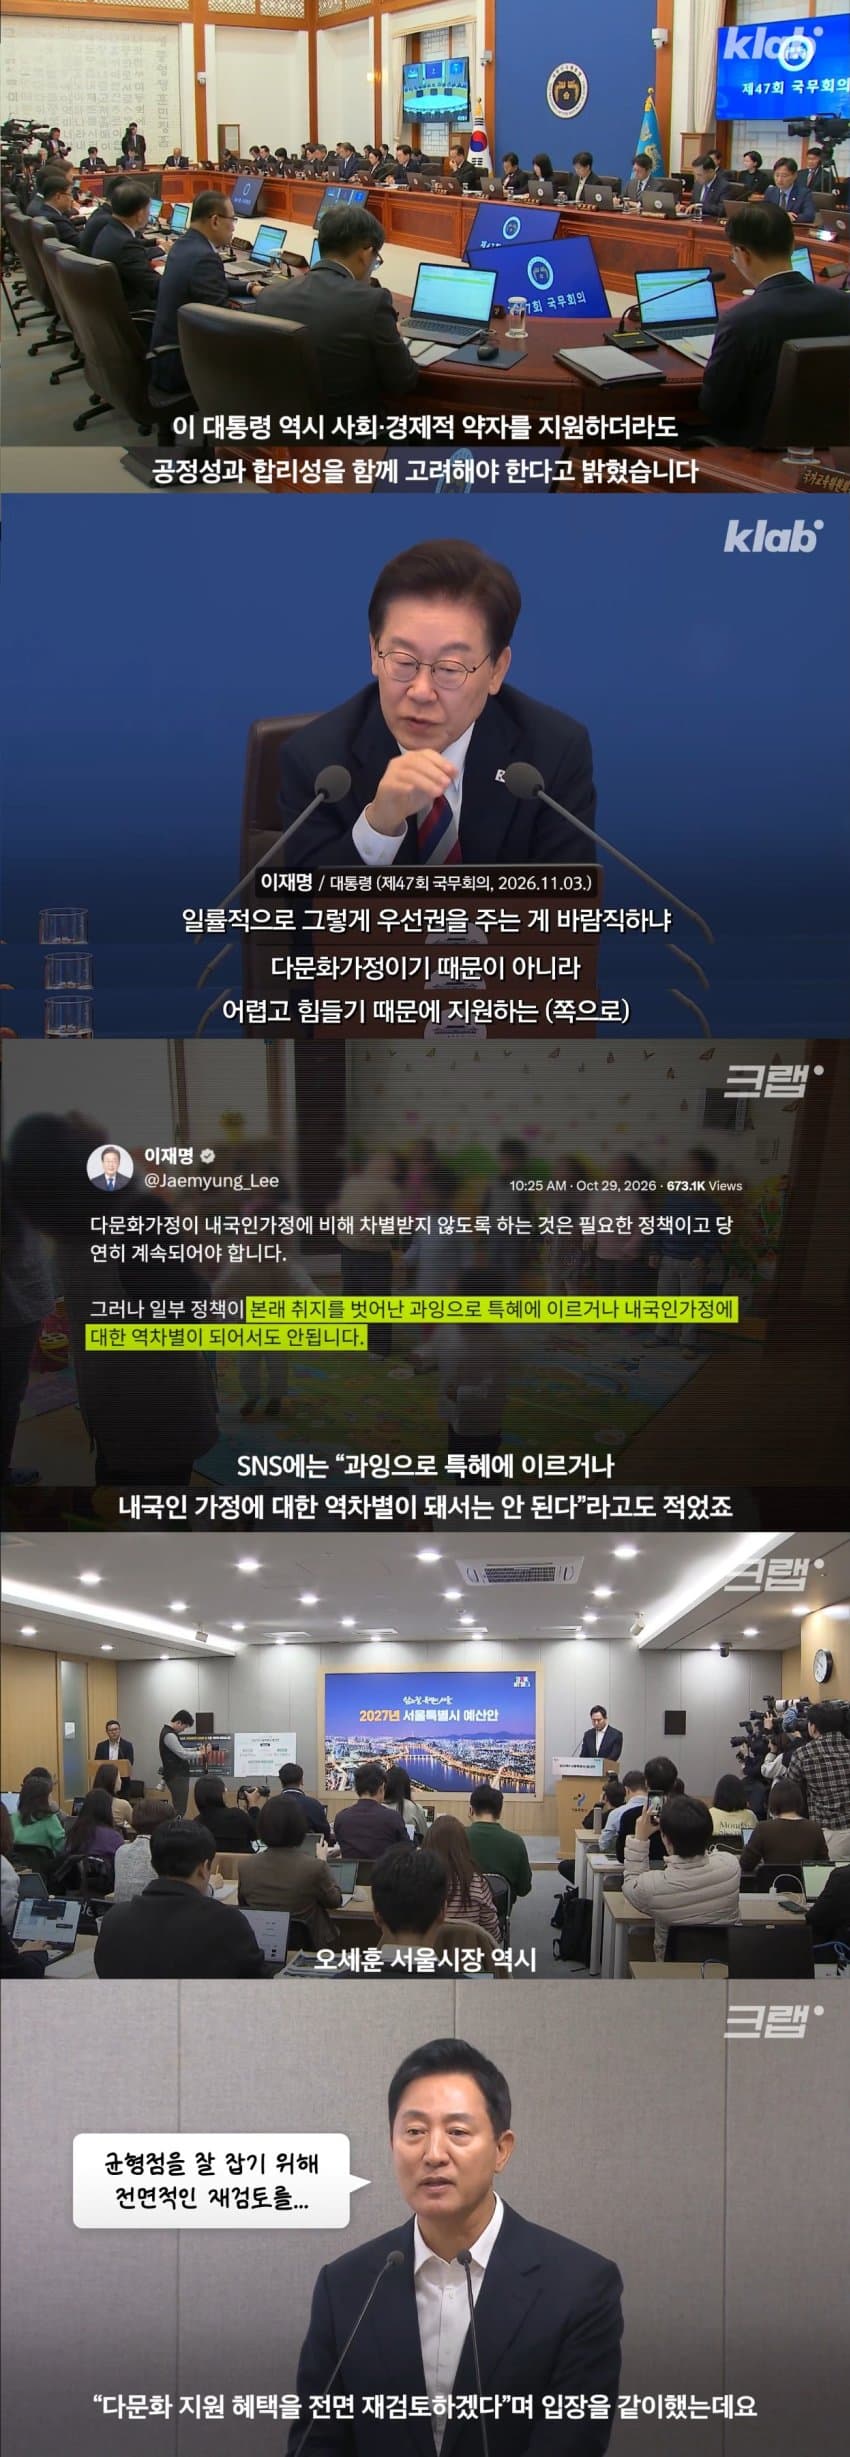 klab
제47회 국무회의
제47회 국무회의
이 대통령 역시 사회·경제적 약자를 지원하더라도
공정성과 합리성을 함께 고려해야 한다고 밝혔습니다
klab
이재명 / 대통령 (제47회 국무회의, 2026.11.03.)
일률적으로 그렇게 우선권을 주는 게 바람직하냐
다문화가정이기 때문이 아니라
어렵고 힘들기 때문에 지원하는 (쪽으로)
크랩
이재명
@Jaemyung_Lee
10:25 AM · Oct 29, 2026 · 673.1K Views
다문화가정이 내국인가정에 비해 차별받지 않도록 하는 것은 필요한 정책이고 당
연히 계속되어야 합니다.
그러나 일부 정책이 본래 취지를 벗어난 과잉으로 특혜에 이르거나 내국인가정에
대한 역차별이 되어서도 안됩니다.
SNS에는 “과잉으로 특혜에 이르거나
내국인 가정에 대한 역차별이 돼서는 안 된다”라고도 적었죠
크랩
2027년 서울특별시 예산안
오세훈 서울시장 역시
크랩
균형점을 잘 잡기 위해
전면적인 재검토를...
“다문화 지원 혜택을 전면 재검토하겠다”며 입장을 같이했는데요